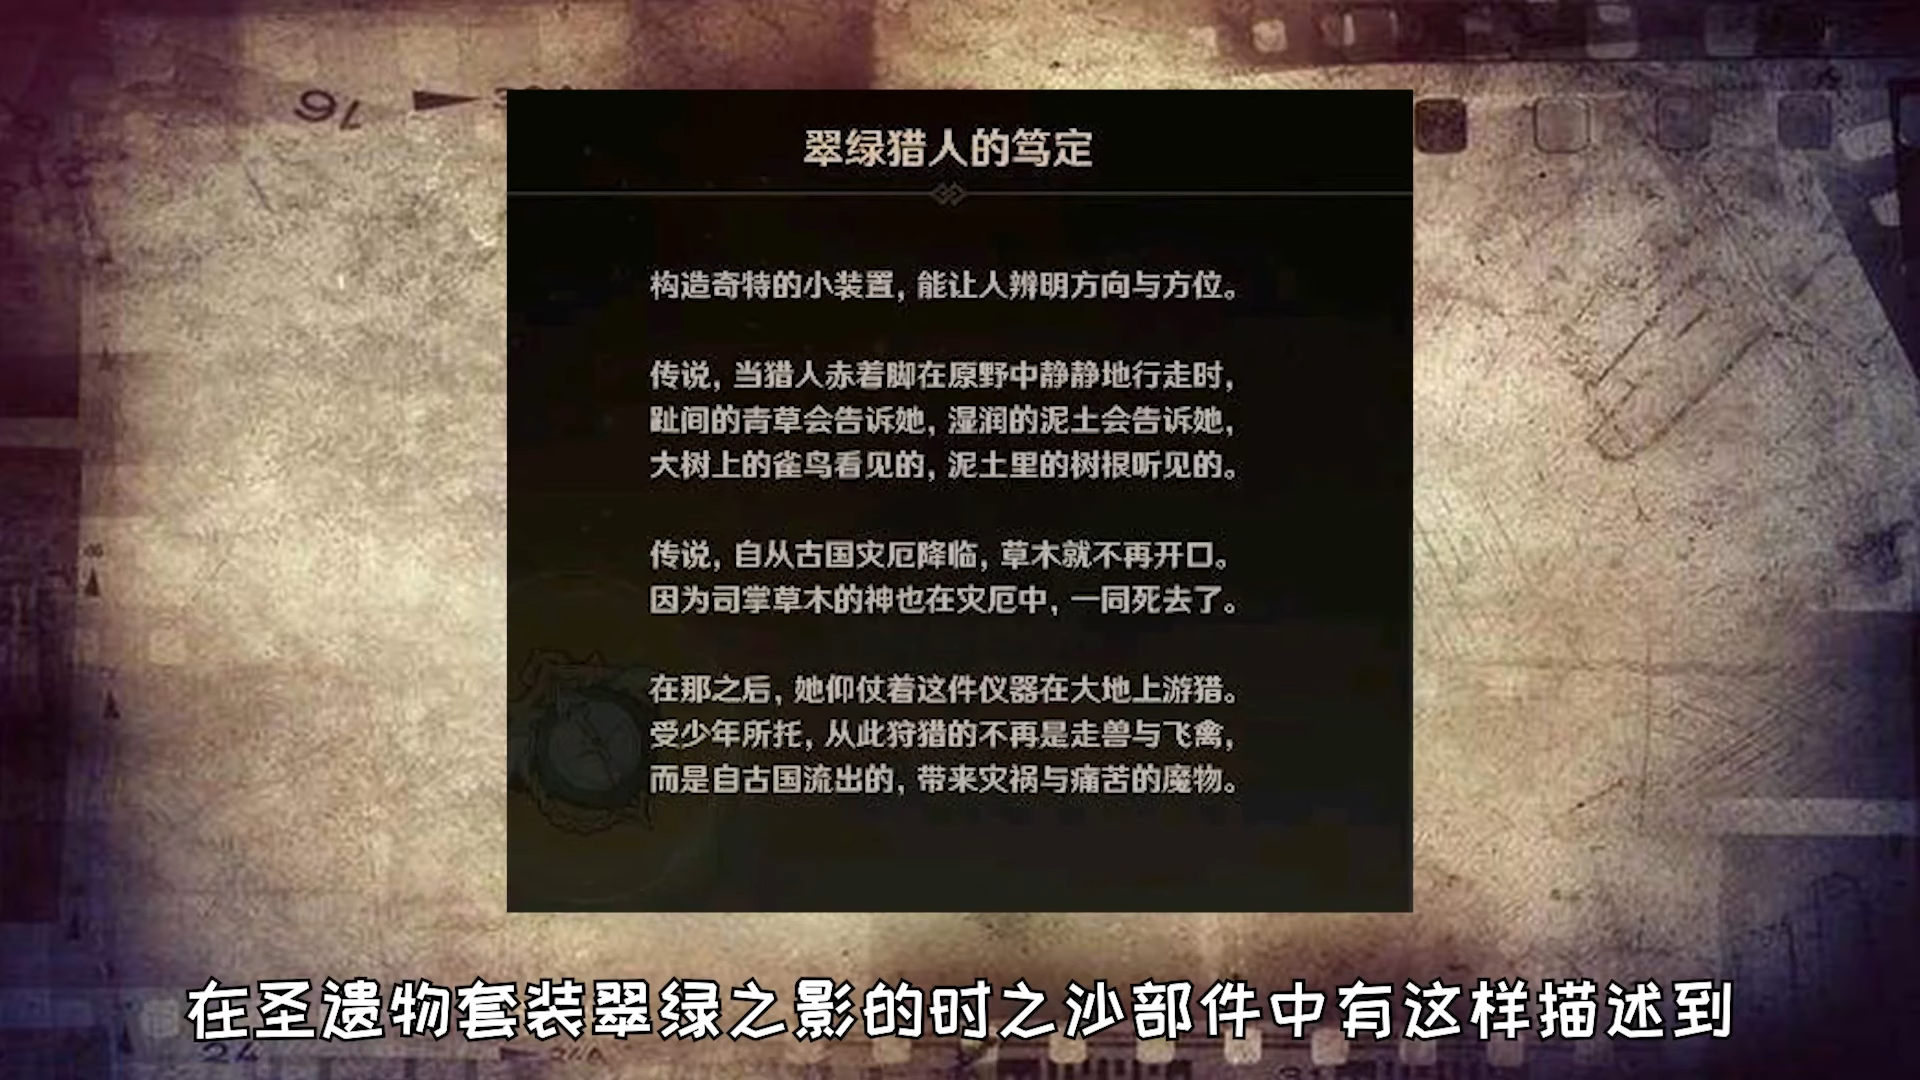 翠绿猎人的笃定
构造奇特的小装置，能让人辨明方向与方位。
传说，当猎人赤着脚在原野中静静地行走时，
趾间的青草会告诉她，湿润的泥土会告诉她，
大树上的雀鸟看见的，泥土里的树根听见的。
传说，自从古国灾厄降临，草木就不再开口。
因为司掌草木的神也在灾厄中，一同死去了。
在那之后，她仰仗着这件仪器在大地上游猎。
受少年所托，从此狩猎的不再是走兽与飞禽，
而是自古国流出的，带来灾祸与痛苦的魔物。
在圣遗物套装翠绿之影的时之沙部件中有这样描述到